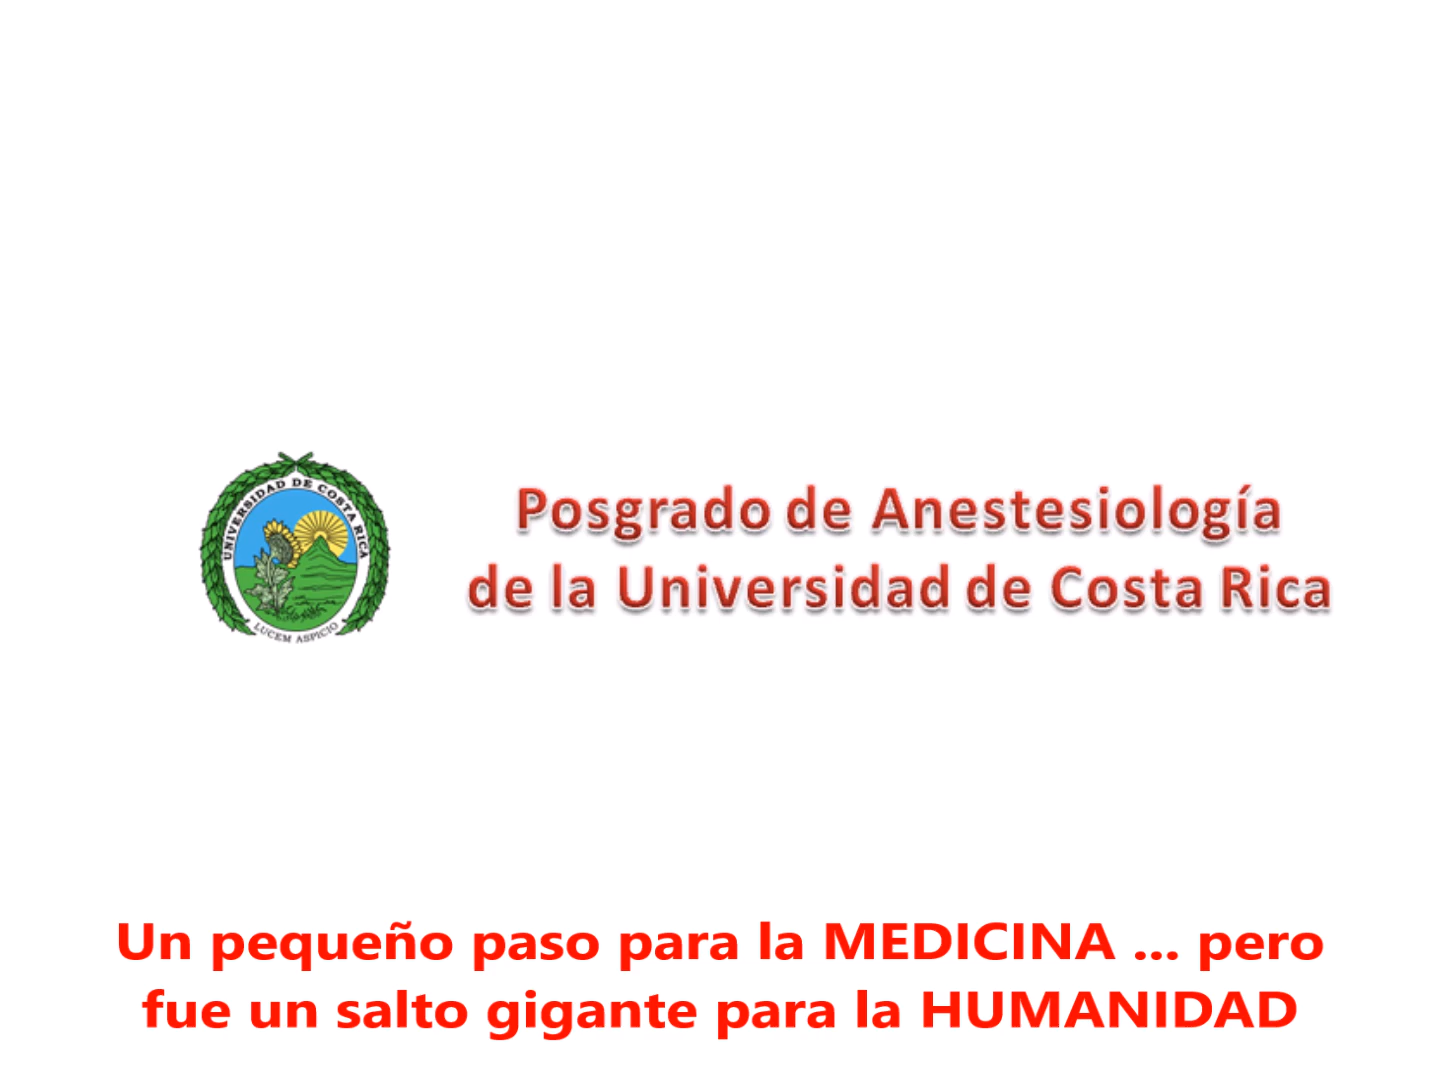 UNIVERSIDAD DE COSTA RICA
LUCEM ASPICIO
Posgrado de Anestesiología
de la Universidad de Costa Rica
Un pequeño paso para la MEDICINA ... pero
fue un salto gigante para la HUMANIDAD